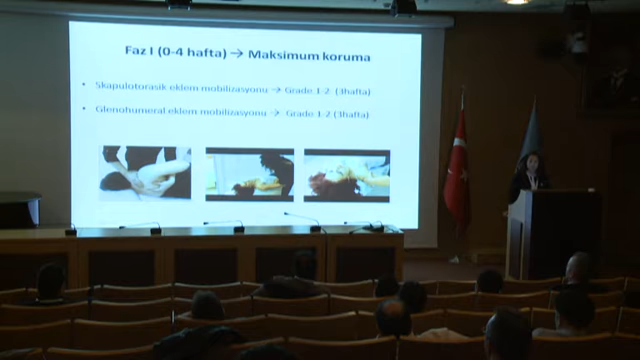 Faz I (0-4 hafta) → Maksimum koruma
• Skapulotorasik eklem mobilizasyonu → Grade 1-2 (3hafta)
• Glenohumeral eklem mobilizasyonu → Grade 1-2 (3hafta)